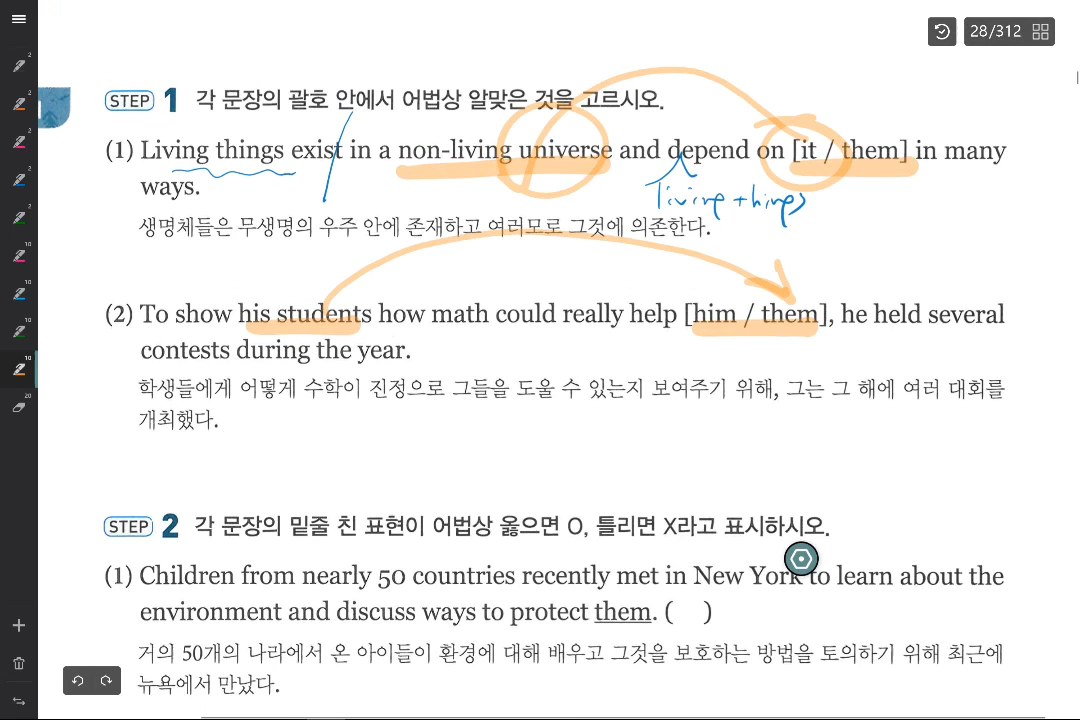 28/312
STEP 1 각 문장의 괄호 안에서 어법상 알맞은 것을 고르시오.
(1) Living things exist in a non-living universe and depend on [it / them] in many
ways.
living things
생명체들은 무생명의 우주 안에 존재하고 여러모로 그것에 의존한다.
(2) To show his students how math could really help [him / them], he held several
contests during the year.
학생들에게 어떻게 수학이 진정으로 그들을 도울 수 있는지 보여주기 위해, 그는 그 해에 여러 대회를
개최했다.
STEP 2 각 문장의 밑줄 친 표현이 어법상 옳으면 O, 틀리면 X라고 표시하시오.
(1) Children from nearly 50 countries recently met in New York to learn about the
environment and discuss ways to protect them. ( )
거의 50개의 나라에서 온 아이들이 환경에 대해 배우고 그것을 보호하는 방법을 토의하기 위해 최근에
뉴욕에서 만났다.
2
2
2
2
2
10
10
10
10
20